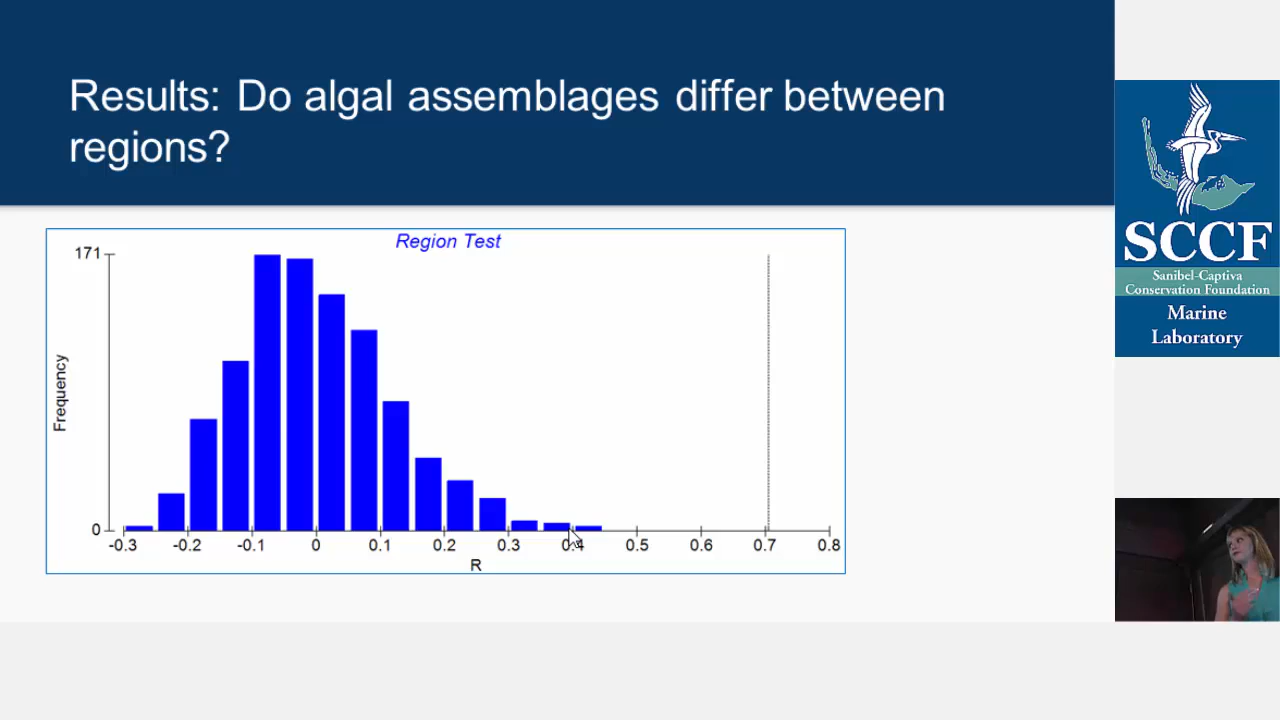 Results: Do algal assemblages differ between
regions?
Region Test
171
Frequency
0
-0.3 -0.2 -0.1 0 0.1 0.2 0.3 0.4 0.5 0.6 0.7 0.8
R
SCCF
Sanibel-Captiva
Conservation Foundation
Marine
Laboratory